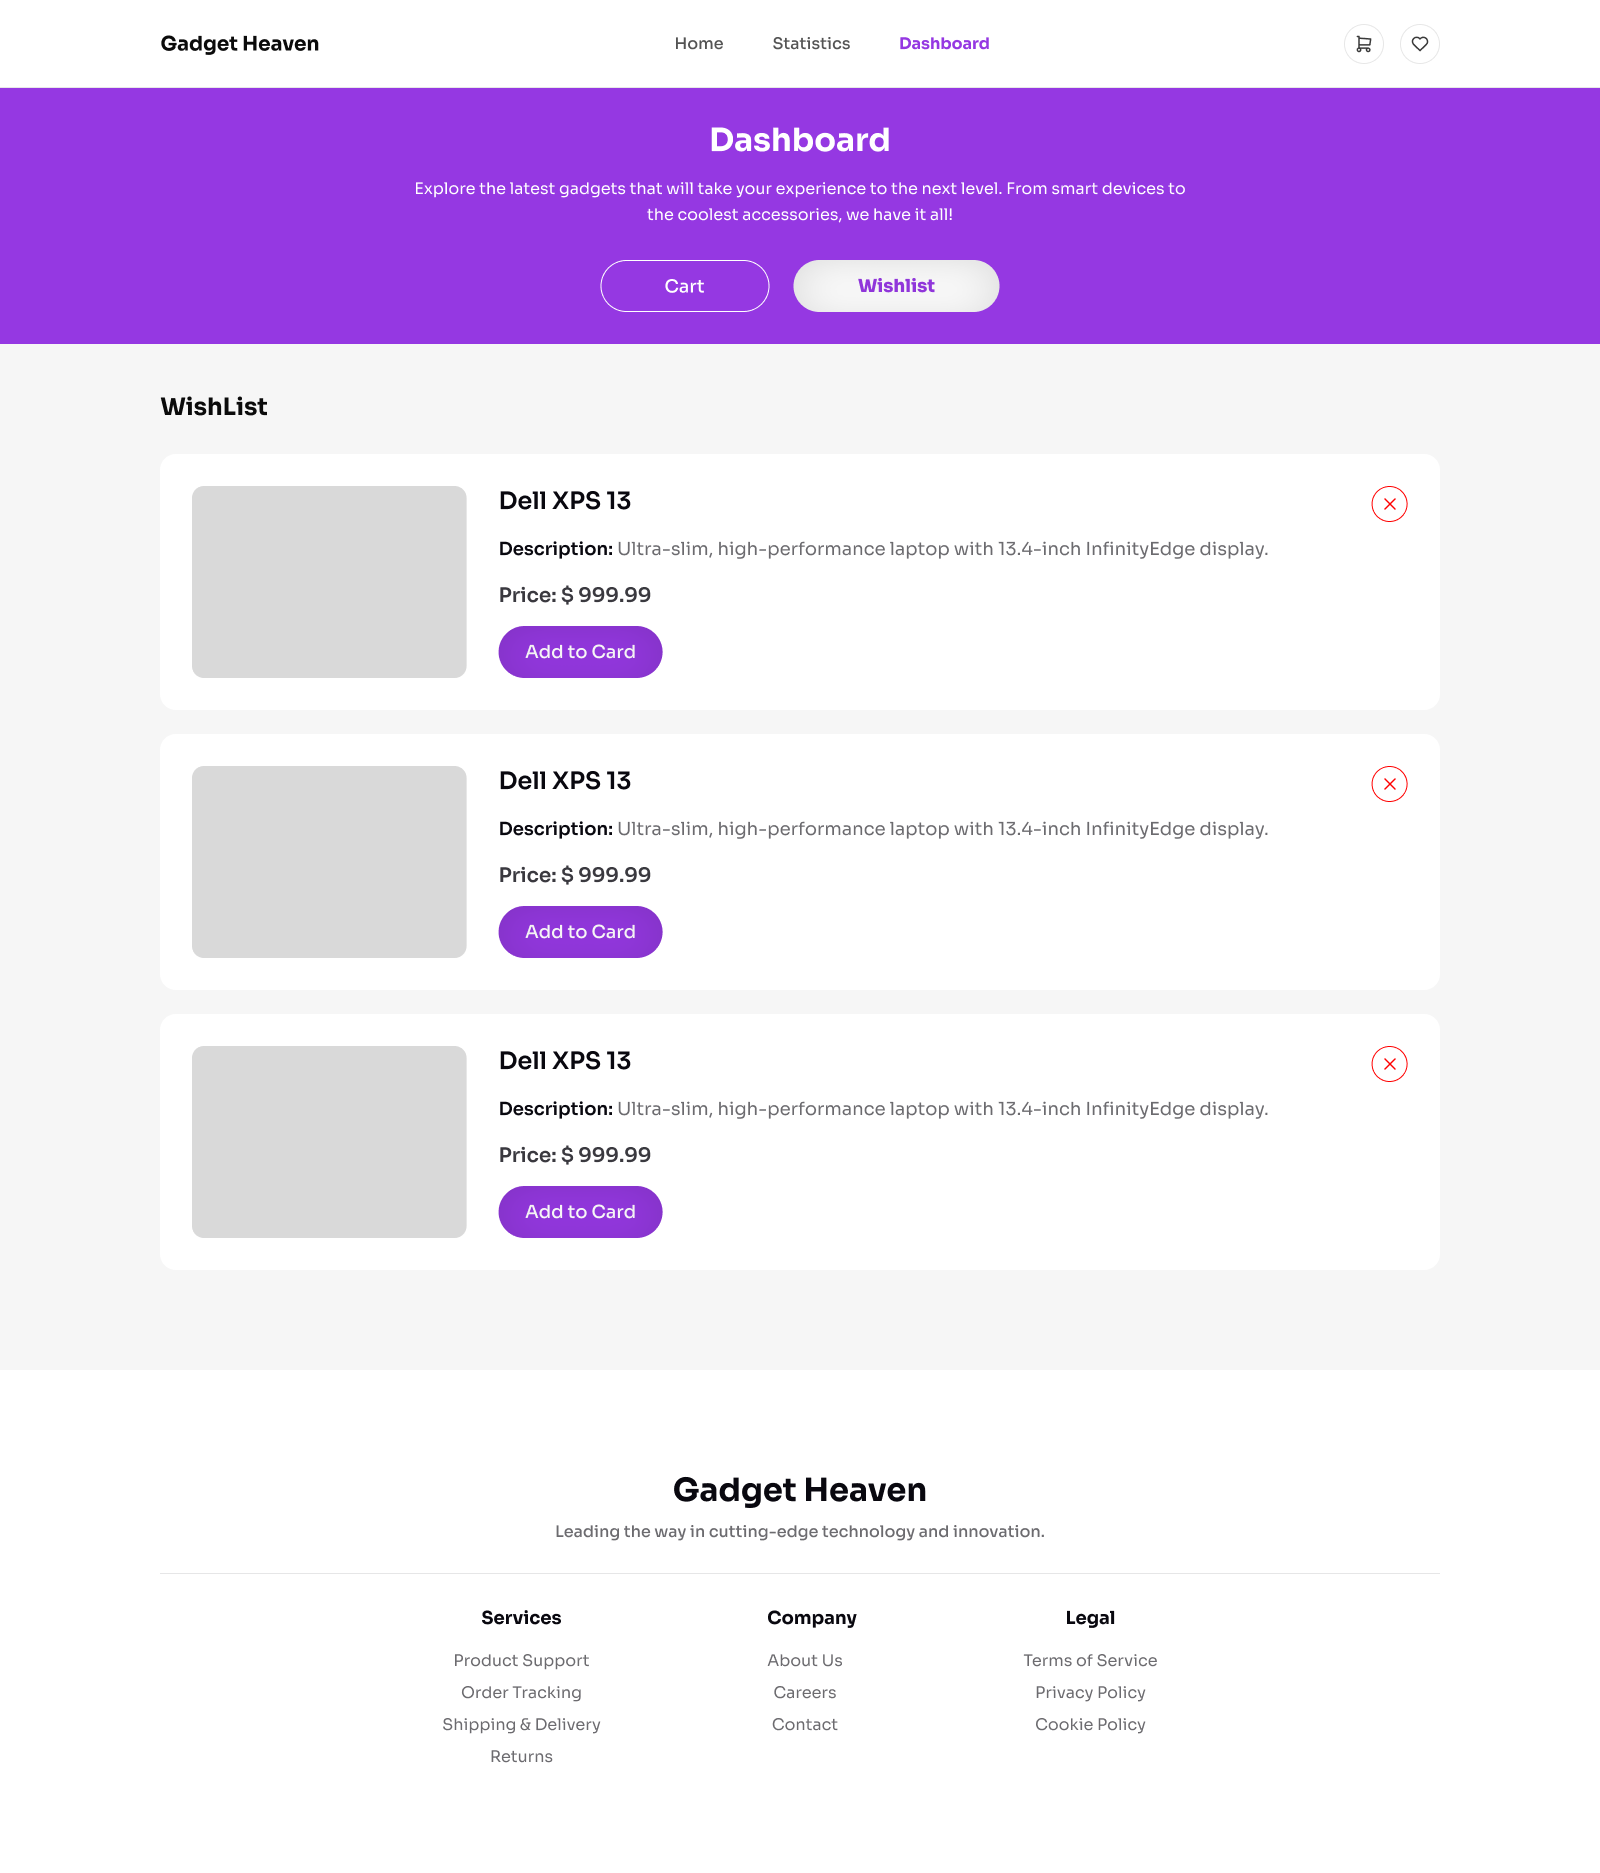 Gadget Heaven
Home Statistics Dashboard
Dashboard
Explore the latest gadgets that will take your experience to the next level. From smart devices to
the coolest accessories, we have it all!
Cart Wishlist
WishList
Dell XPS 13
Description: Ultra-slim, high-performance laptop with 13.4-inch InfinityEdge display.
Price: $ 999.99
Add to Card
Dell XPS 13
Description: Ultra-slim, high-performance laptop with 13.4-inch InfinityEdge display.
Price: $ 999.99
Add to Card
Dell XPS 13
Description: Ultra-slim, high-performance laptop with 13.4-inch InfinityEdge display.
Price: $ 999.99
Add to Card
Gadget Heaven
Leading the way in cutting-edge technology and innovation.
Services
Product Support
Order Tracking
Shipping & Delivery
Returns
Company
About Us
Careers
Contact
Legal
Terms of Service
Privacy Policy
Cookie Policy